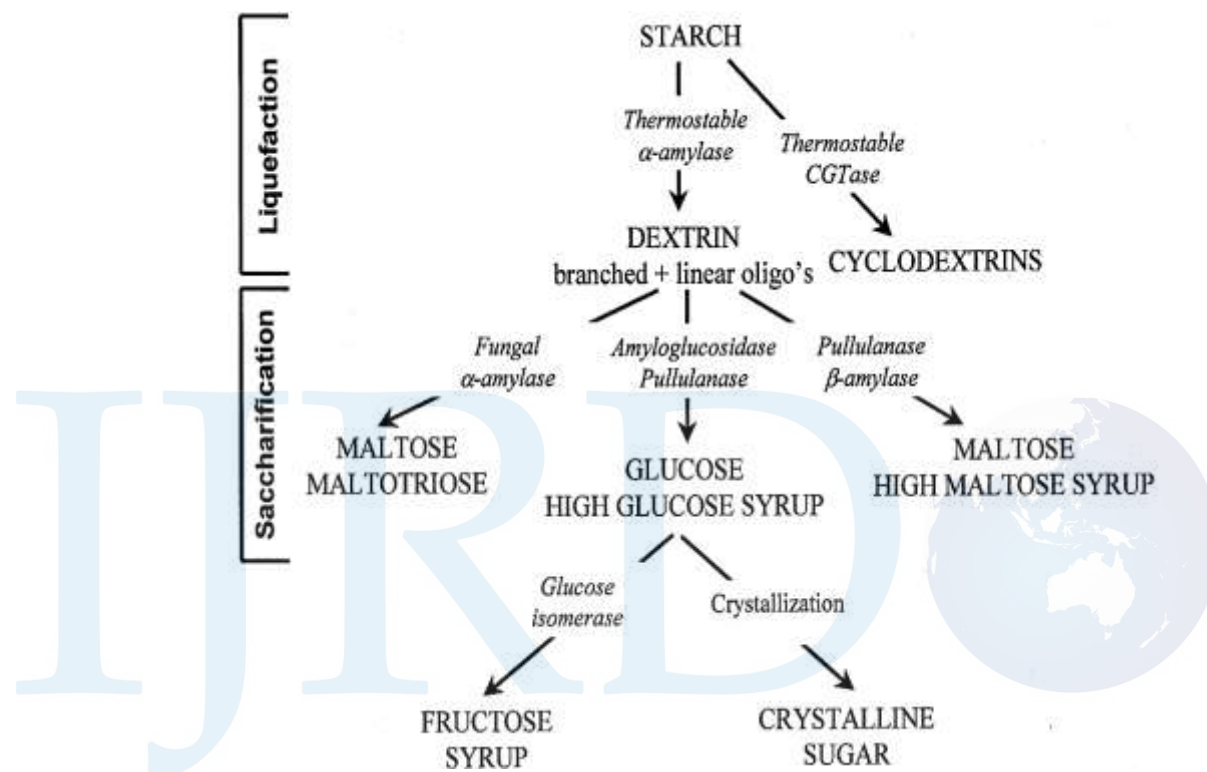 Liquefaction
STARCH
Thermostable
α-amylase
Thermostable
CGTase
DEXTRIN
branched + linear oligo's
CYCLODEXTRINS
Saccharification
Fungal
α-amylase
Amyloglucosidase
Pullulanase
Pullulanase
β-amylase
MALTOSE
MALTOTRIOSE
GLUCOSE
HIGH GLUCOSE SYRUP
MALTOSE
HIGH MALTOSE SYRUP
Glucose
isomerase
Crystallization
FRUCTOSE
SYRUP
CRYSTALLINE
SUGAR
IJRD